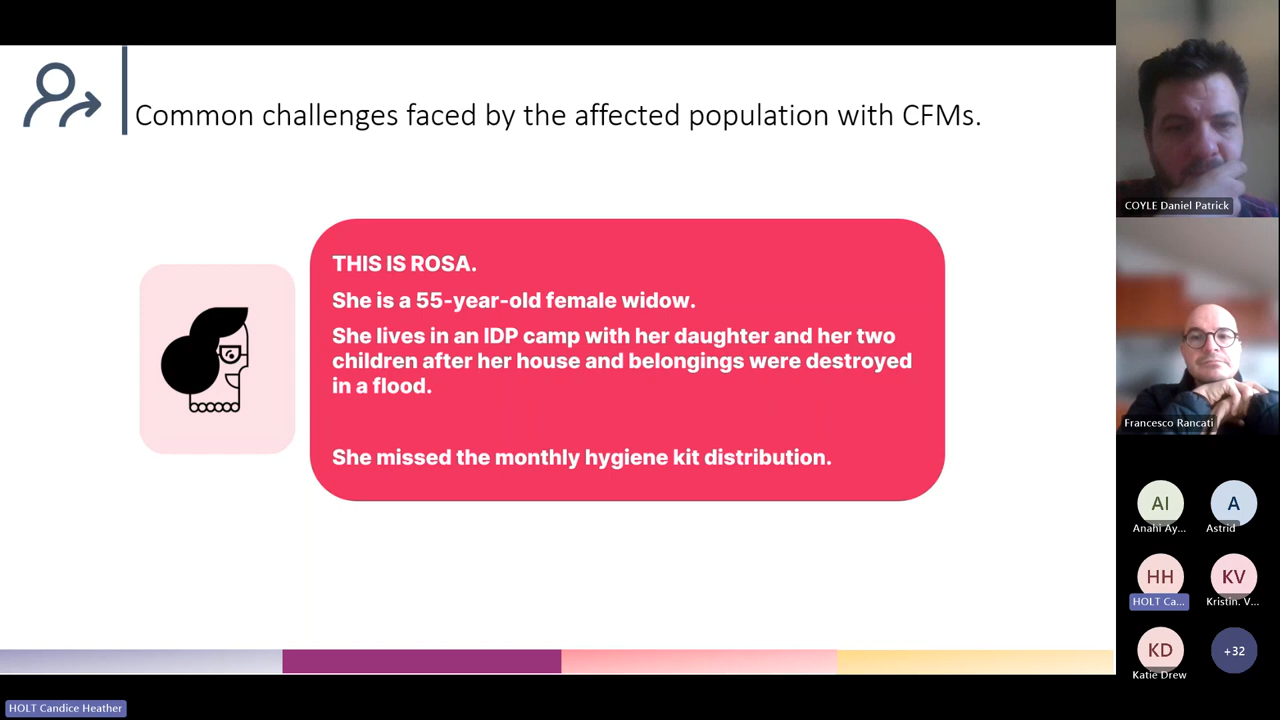 Common challenges faced by the affected population with CFMs.
THIS IS ROSA.
She is a 55-year-old female widow.
She lives in an IDP camp with her daughter and her two
children after her house and belongings were destroyed
in a flood.
She missed the monthly hygiene kit distribution.
COYLE Daniel Patrick
Francesco Rancati
AI
Anahi Ay...
A
Astrid
HH
HOLT Ca...
KV
Kristin. V...
KD
Katie Drew
+32
HOLT Candice Heather